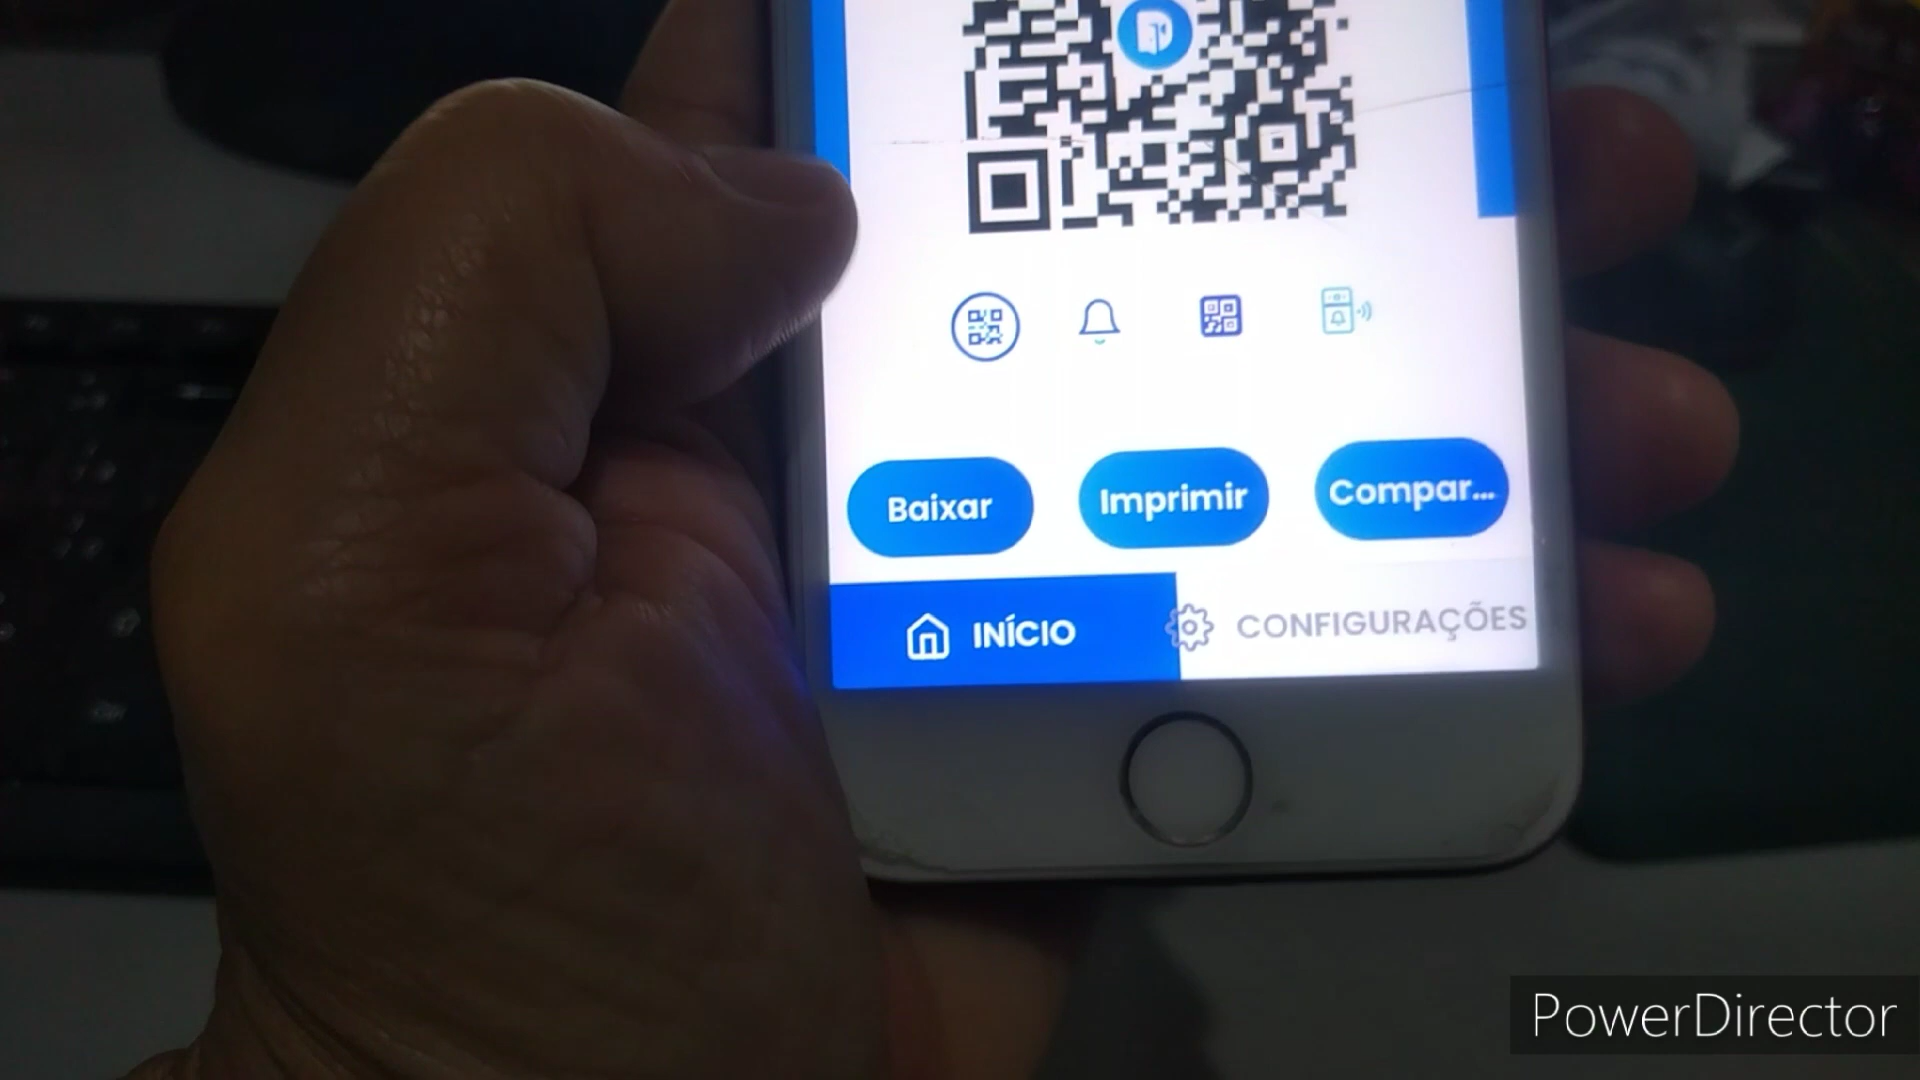 Baixar
Imprimir
Compar...
INÍCIO
CONFIGURAÇÕES
PowerDirector